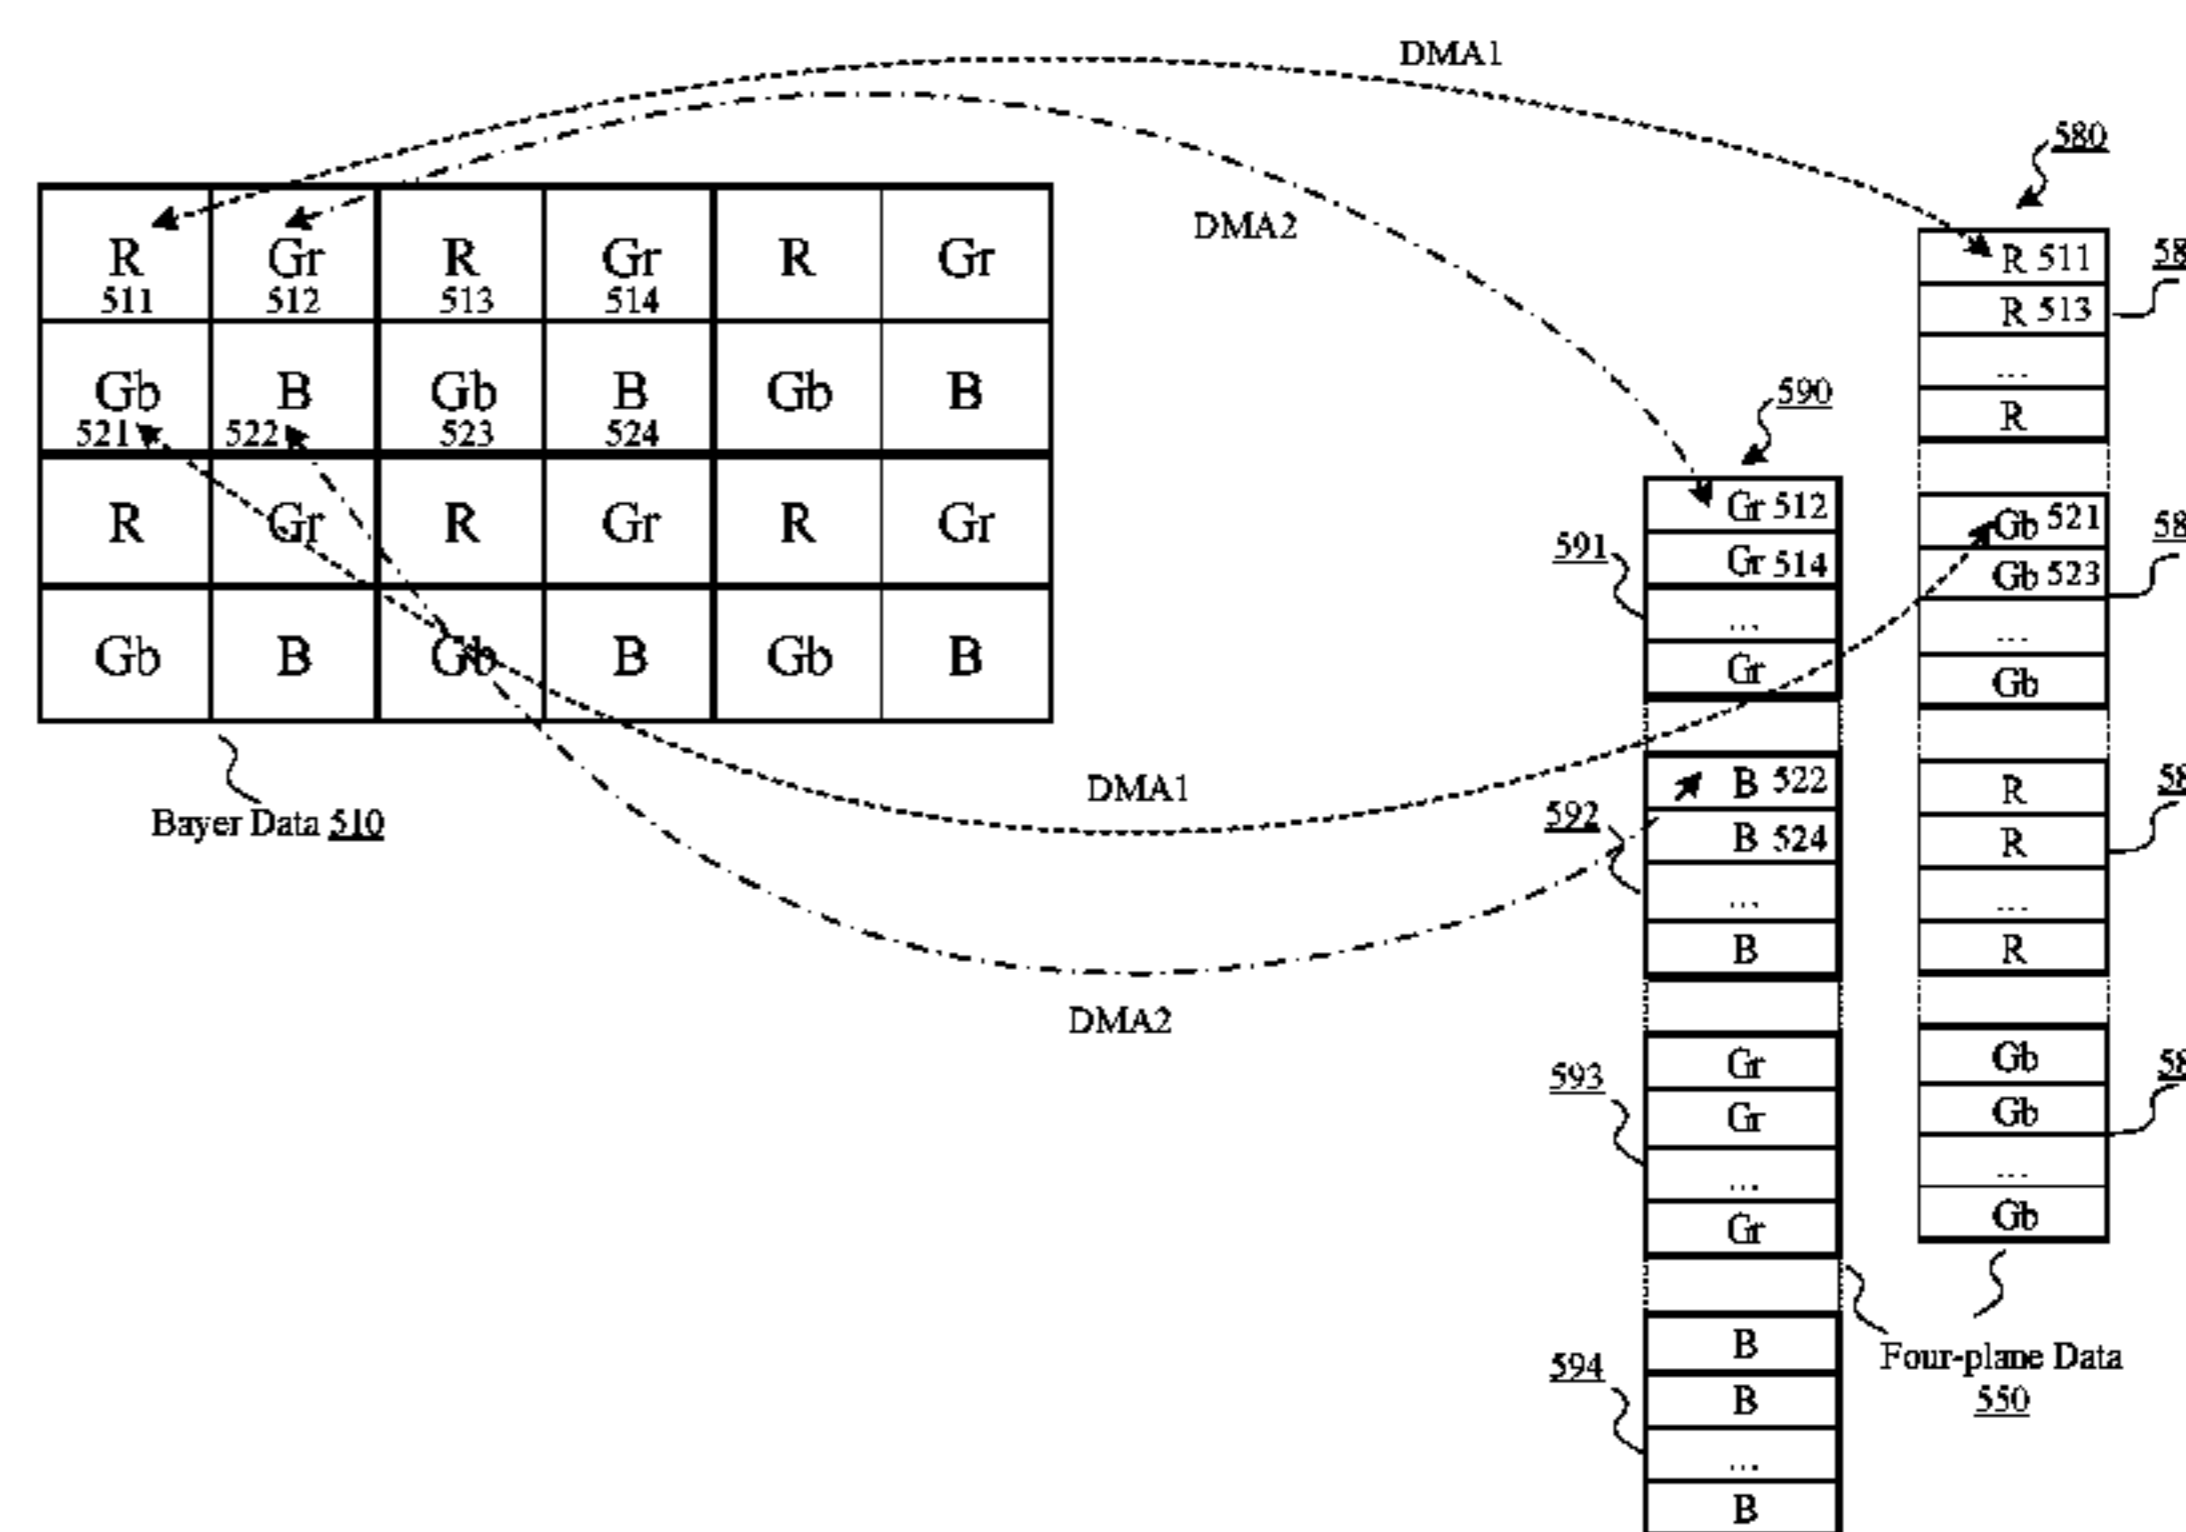 DMA1
DMA2
580
R Gr R Gr R Gr
511 512 513 514
Gb B Gb B Gb B
521 522 523 524
R Gr R Gr R Gr
Gb B Gb B Gb B
Bayer Data 510
DMA1
DMA2
590
591
Gr 512
Gr 514
...
Gr
592
B 522
B 524
...
B
593
Gr
Gr
...
Gr
594
B
B
...
B
R 511
R 513
...
R
Gb 521
Gb 523
...
Gb
R
R
...
R
Gb
Gb
...
Gb
Four-plane Data
550